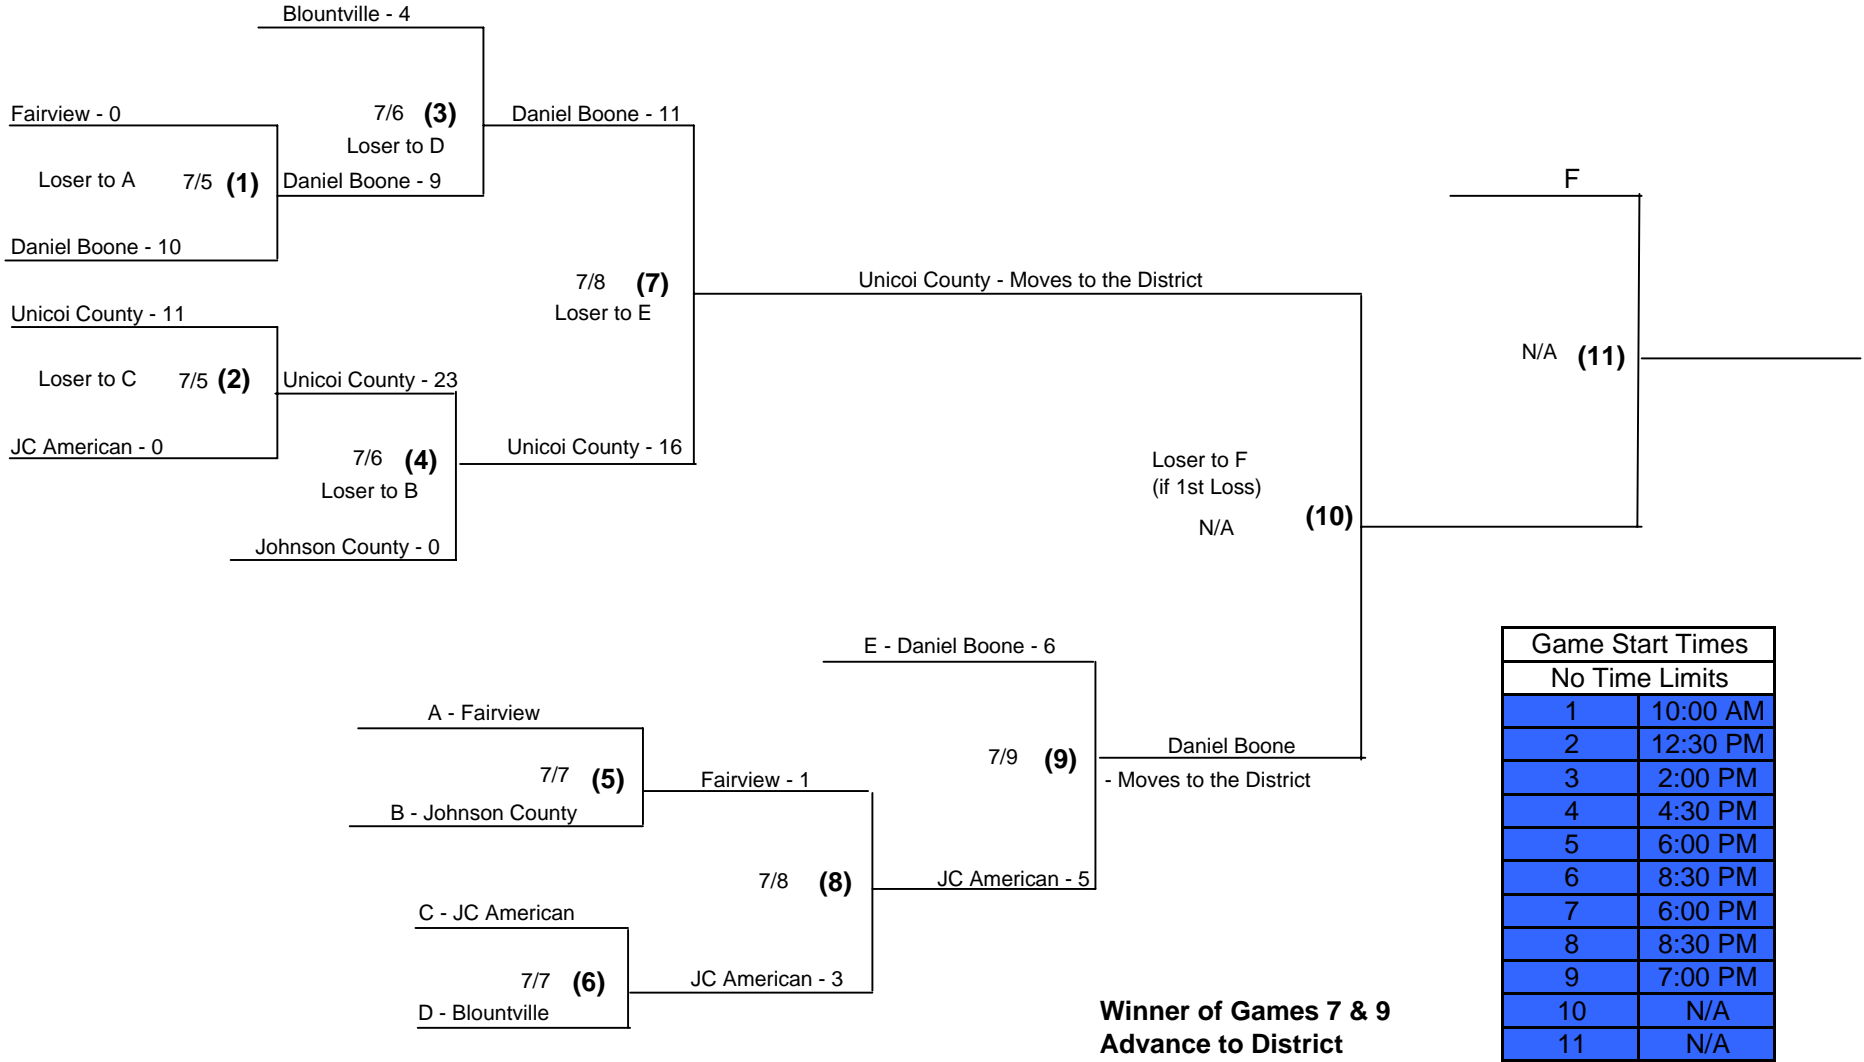 Blountville - 4
Fairview - 0
7/6 (3)
Daniel Boone - 11
Loser to D
Loser to A 7/5 (1)
Daniel Boone - 9
F
Daniel Boone - 10
7/8 (7)
Unicoi County - Moves to the District
Loser to E
Unicoi County - 11
N/A (11)
Loser to C 7/5 (2)
Unicoi County - 23
JC American - 0
Unicoi County - 16
7/6 (4)
Loser to B
Loser to F
(if 1st Loss)
N/A (10)
Johnson County - 0
E - Daniel Boone - 6
A - Fairview
7/9 (9)
Daniel Boone
- Moves to the District
7/7 (5)
Fairview - 1
B - Johnson County
7/8 (8)
JC American - 5
C - JC American
7/7 (6)
JC American - 3
D - Blountville
Winner of Games 7 & 9
Advance to District
Game Start Times
No Time Limits
1 10:00 AM
2 12:30 PM
3 2:00 PM
4 4:30 PM
5 6:00 PM
6 8:30 PM
7 6:00 PM
8 8:30 PM
9 7:00 PM
10 N/A
11 N/A